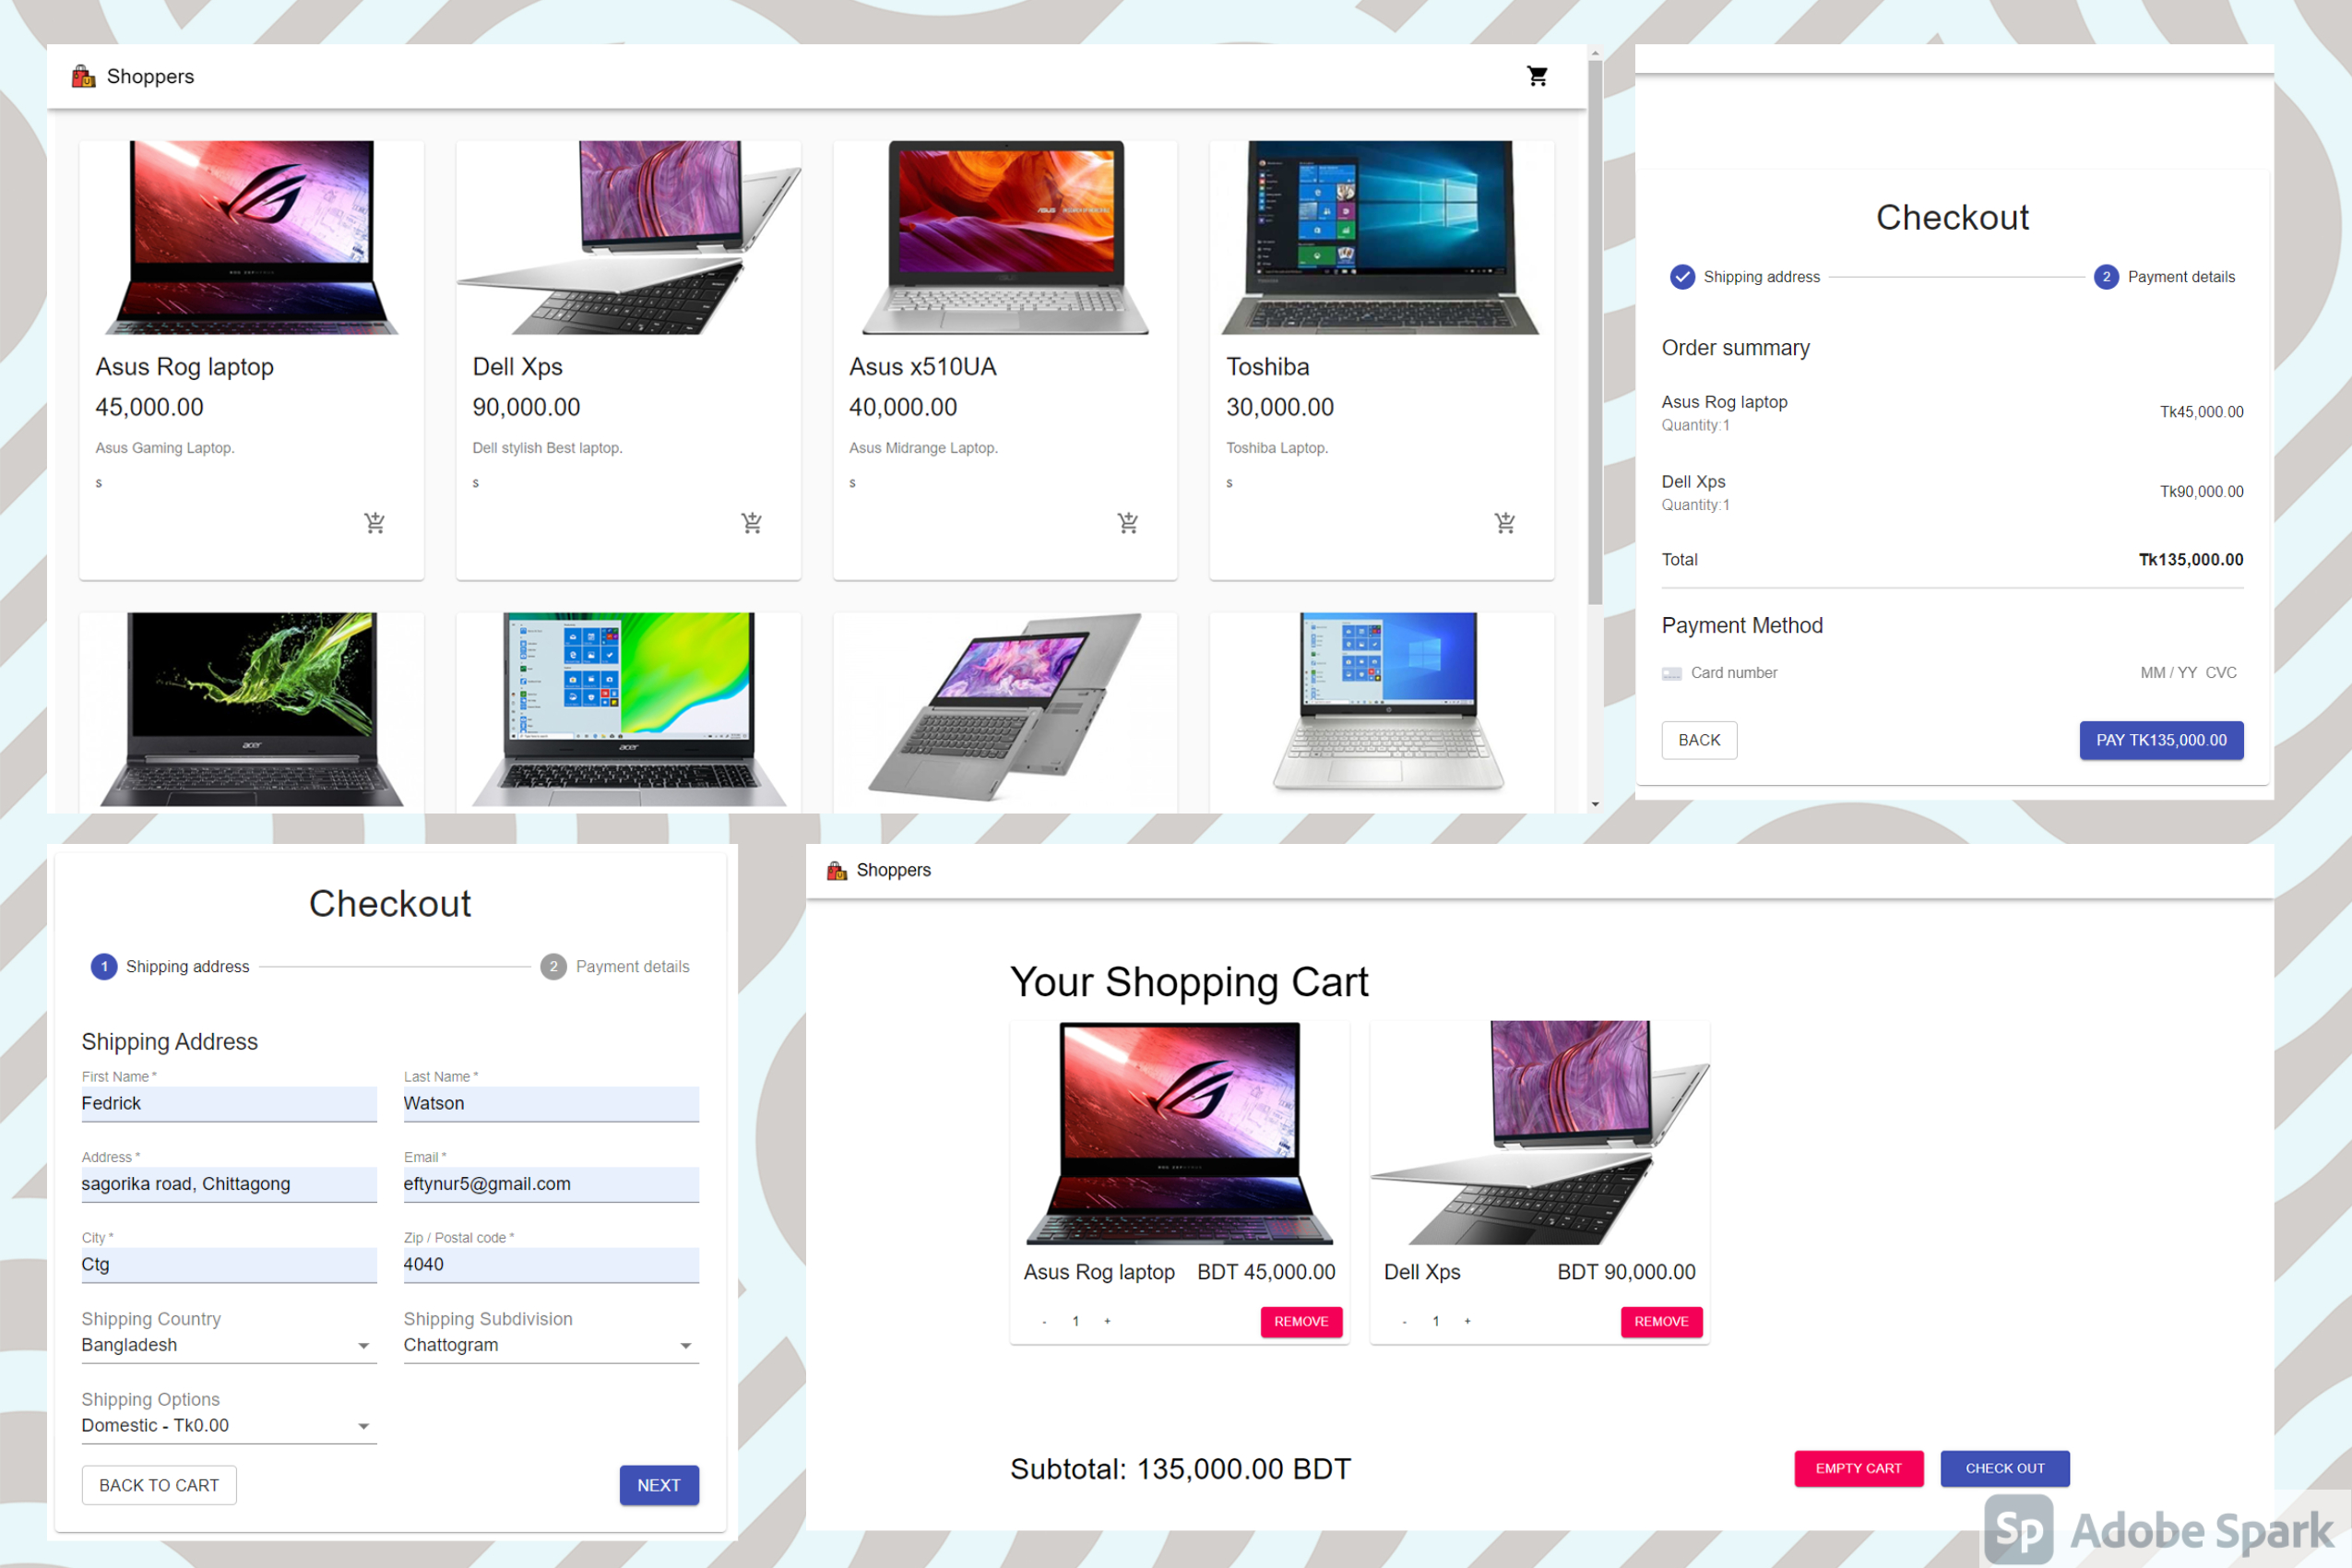 Shoppers
Asus Rog laptop
45,000.00
Asus Gaming Laptop.
s
Dell Xps
90,000.00
Dell stylish Best laptop.
s
Asus x510UA
40,000.00
Asus Midrange Laptop.
s
Toshiba
30,000.00
Toshiba Laptop.
s
acer
acer
Checkout
Shipping address
2 Payment details
Order summary
Asus Rog laptop Tk45,000.00
Quantity:1
Dell Xps Tk90,000.00
Quantity:1
Total Tk135,000.00
Payment Method
Card number MM / YY CVC
BACK PAY TK135,000.00
Checkout
1 Shipping address 2 Payment details
Shipping Address
First Name * Last Name *
Fedrick Watson
Address * Email *
sagorika road, Chittagong eftynur5@gmail.com
City * Zip / Postal code *
Ctg 4040
Shipping Country Shipping Subdivision
Bangladesh Chattogram
Shipping Options
Domestic - Tk0.00
BACK TO CART NEXT
Shoppers
Your Shopping Cart
Asus Rog laptop BDT 45,000.00
- 1 + REMOVE
Dell Xps BDT 90,000.00
- 1 + REMOVE
Subtotal: 135,000.00 BDT
EMPTY CART CHECK OUT
Sp Adobe Spark